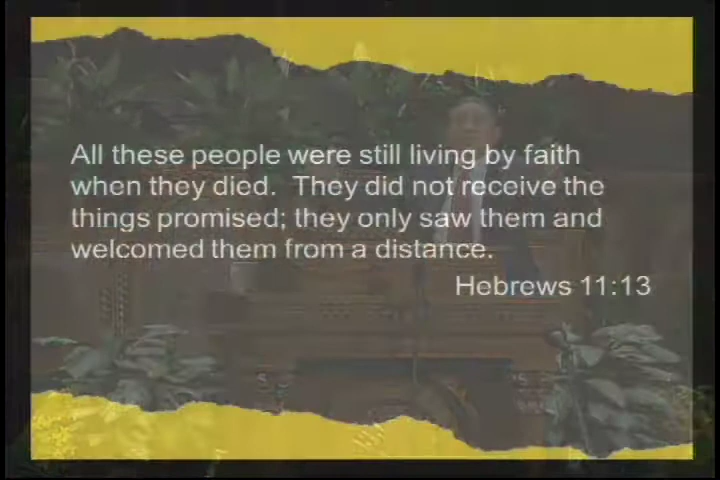 All these people were still living by faith
when they died.  They did not receive the
things promised; they only saw them and
welcomed them from a distance.
Hebrews 11:13